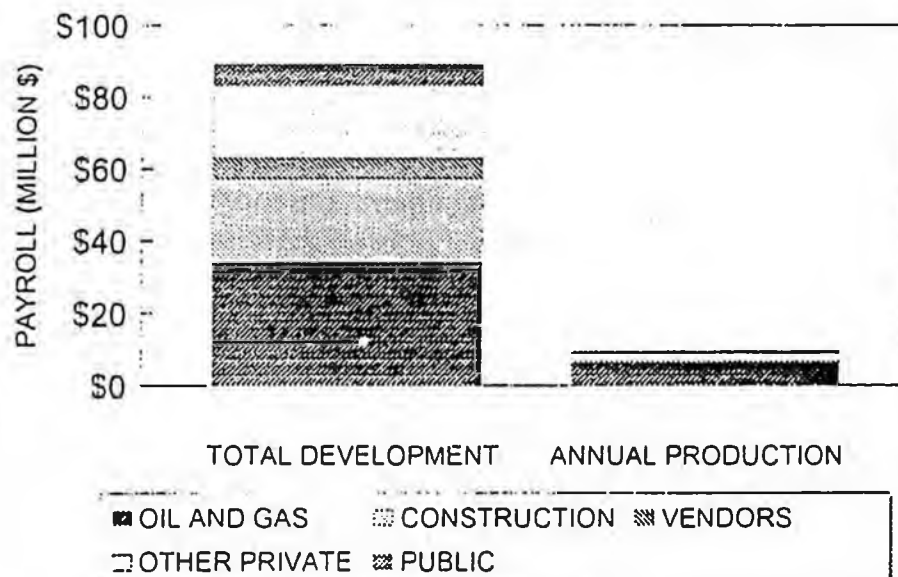 PAYROLL (MILLION $)
$100
$80
$60
$40
$20
$0
TOTAL DEVELOPMENT ANNUAL PRODUCTION
OIL AND GAS CONSTRUCTION VENDORS
OTHER PRIVATE PUBLIC